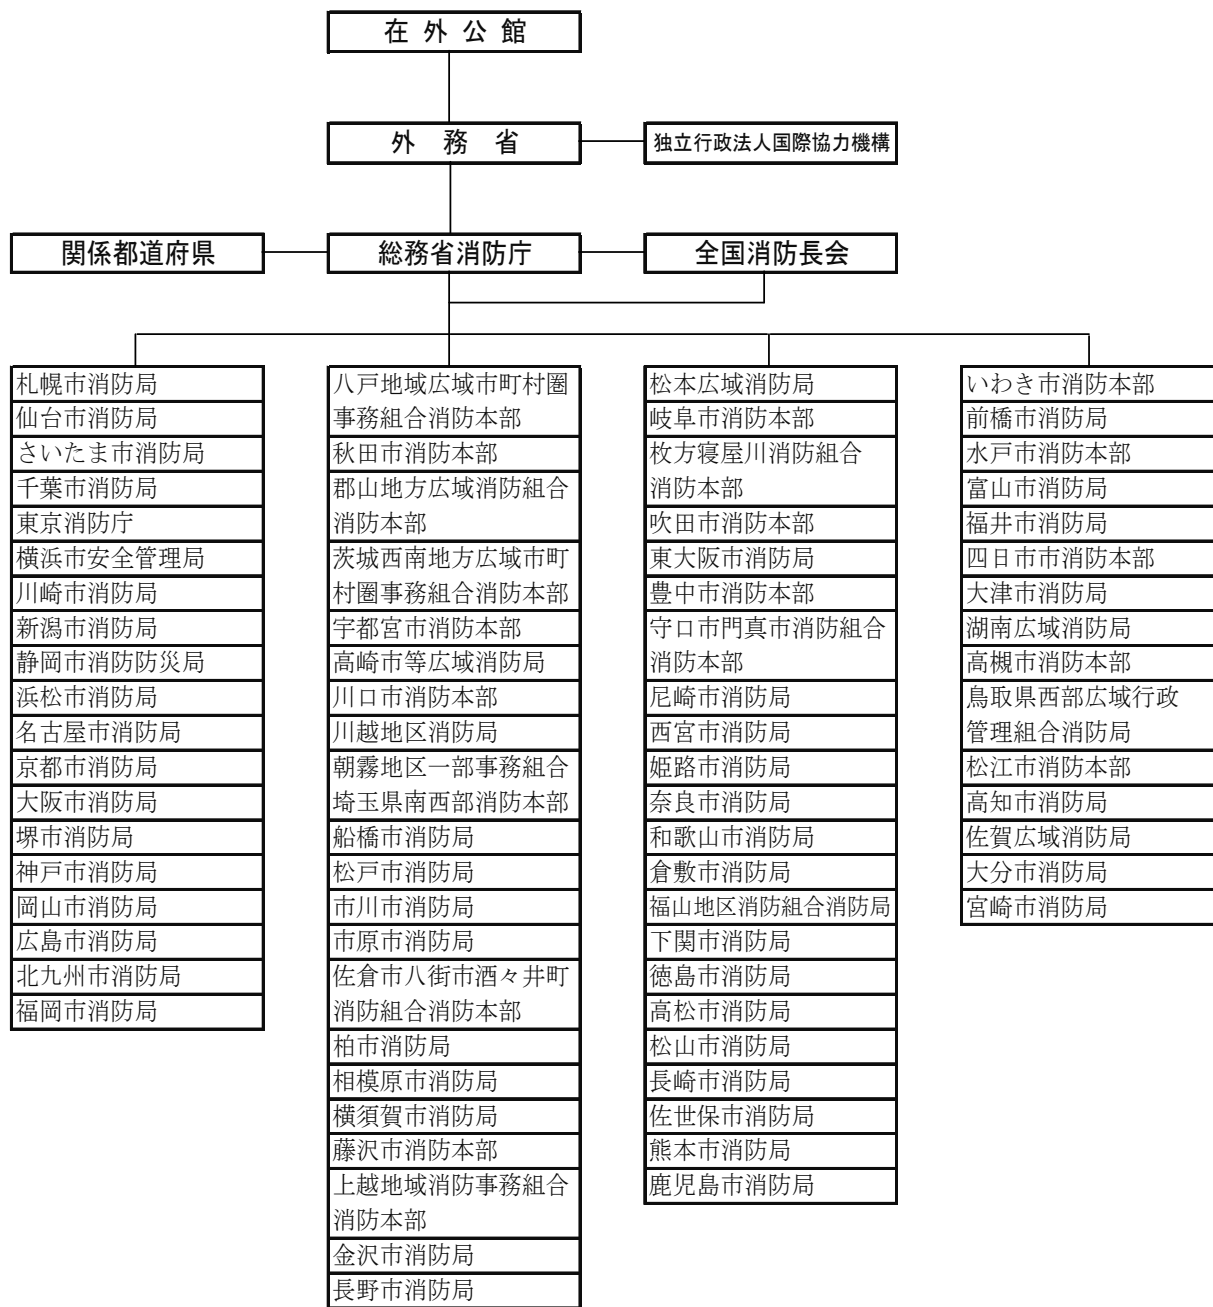 在外公館
外務省
独立行政法人国際協力機構
関係都道府県
総務省消防庁
全国消防長会
札幌市消防局
仙台市消防局
さいたま市消防局
千葉市消防局
東京消防庁
横浜市安全管理局
川崎市消防局
新潟市消防局
静岡市消防防災局
浜松市消防局
名古屋市消防局
京都市消防局
大阪市消防局
堺市消防局
神戸市消防局
岡山市消防局
広島市消防局
北九州市消防局
福岡市消防局
八戸地域広域市町村圏
事務組合消防本部
秋田市消防本部
郡山地方広域消防組合
消防本部
茨城西南地方広域市町
村圏事務組合消防本部
宇都宮市消防本部
高崎市等広域消防局
川口市消防本部
川越地区消防局
朝霧地区一部事務組合
埼玉県南西部消防本部
船橋市消防局
松戸市消防局
市川市消防局
市原市消防局
佐倉市八街市酒々井町
消防組合消防本部
柏市消防局
相模原市消防局
横須賀市消防局
藤沢市消防本部
上越地域消防事務組合
消防本部
金沢市消防局
長野市消防局
松本広域消防局
岐阜市消防本部
枚方寝屋川消防組合
消防本部
吹田市消防本部
東大阪市消防局
豊中市消防本部
守口市門真市消防組合
消防本部
尼崎市消防局
西宮市消防局
姫路市消防局
奈良市消防局
和歌山市消防局
倉敷市消防局
福山地区消防組合消防局
下関市消防局
徳島市消防局
高松市消防局
松山市消防局
長崎市消防局
佐世保市消防局
熊本市消防局
鹿児島市消防局
いわき市消防本部
前橋市消防局
水戸市消防本部
富山市消防局
福井市消防局
四日市市消防本部
大津市消防局
湖南広域消防局
高槻市消防本部
鳥取県西部広域行政
管理組合消防局
松江市消防本部
高知市消防局
佐賀広域消防局
大分市消防局
宮崎市消防局